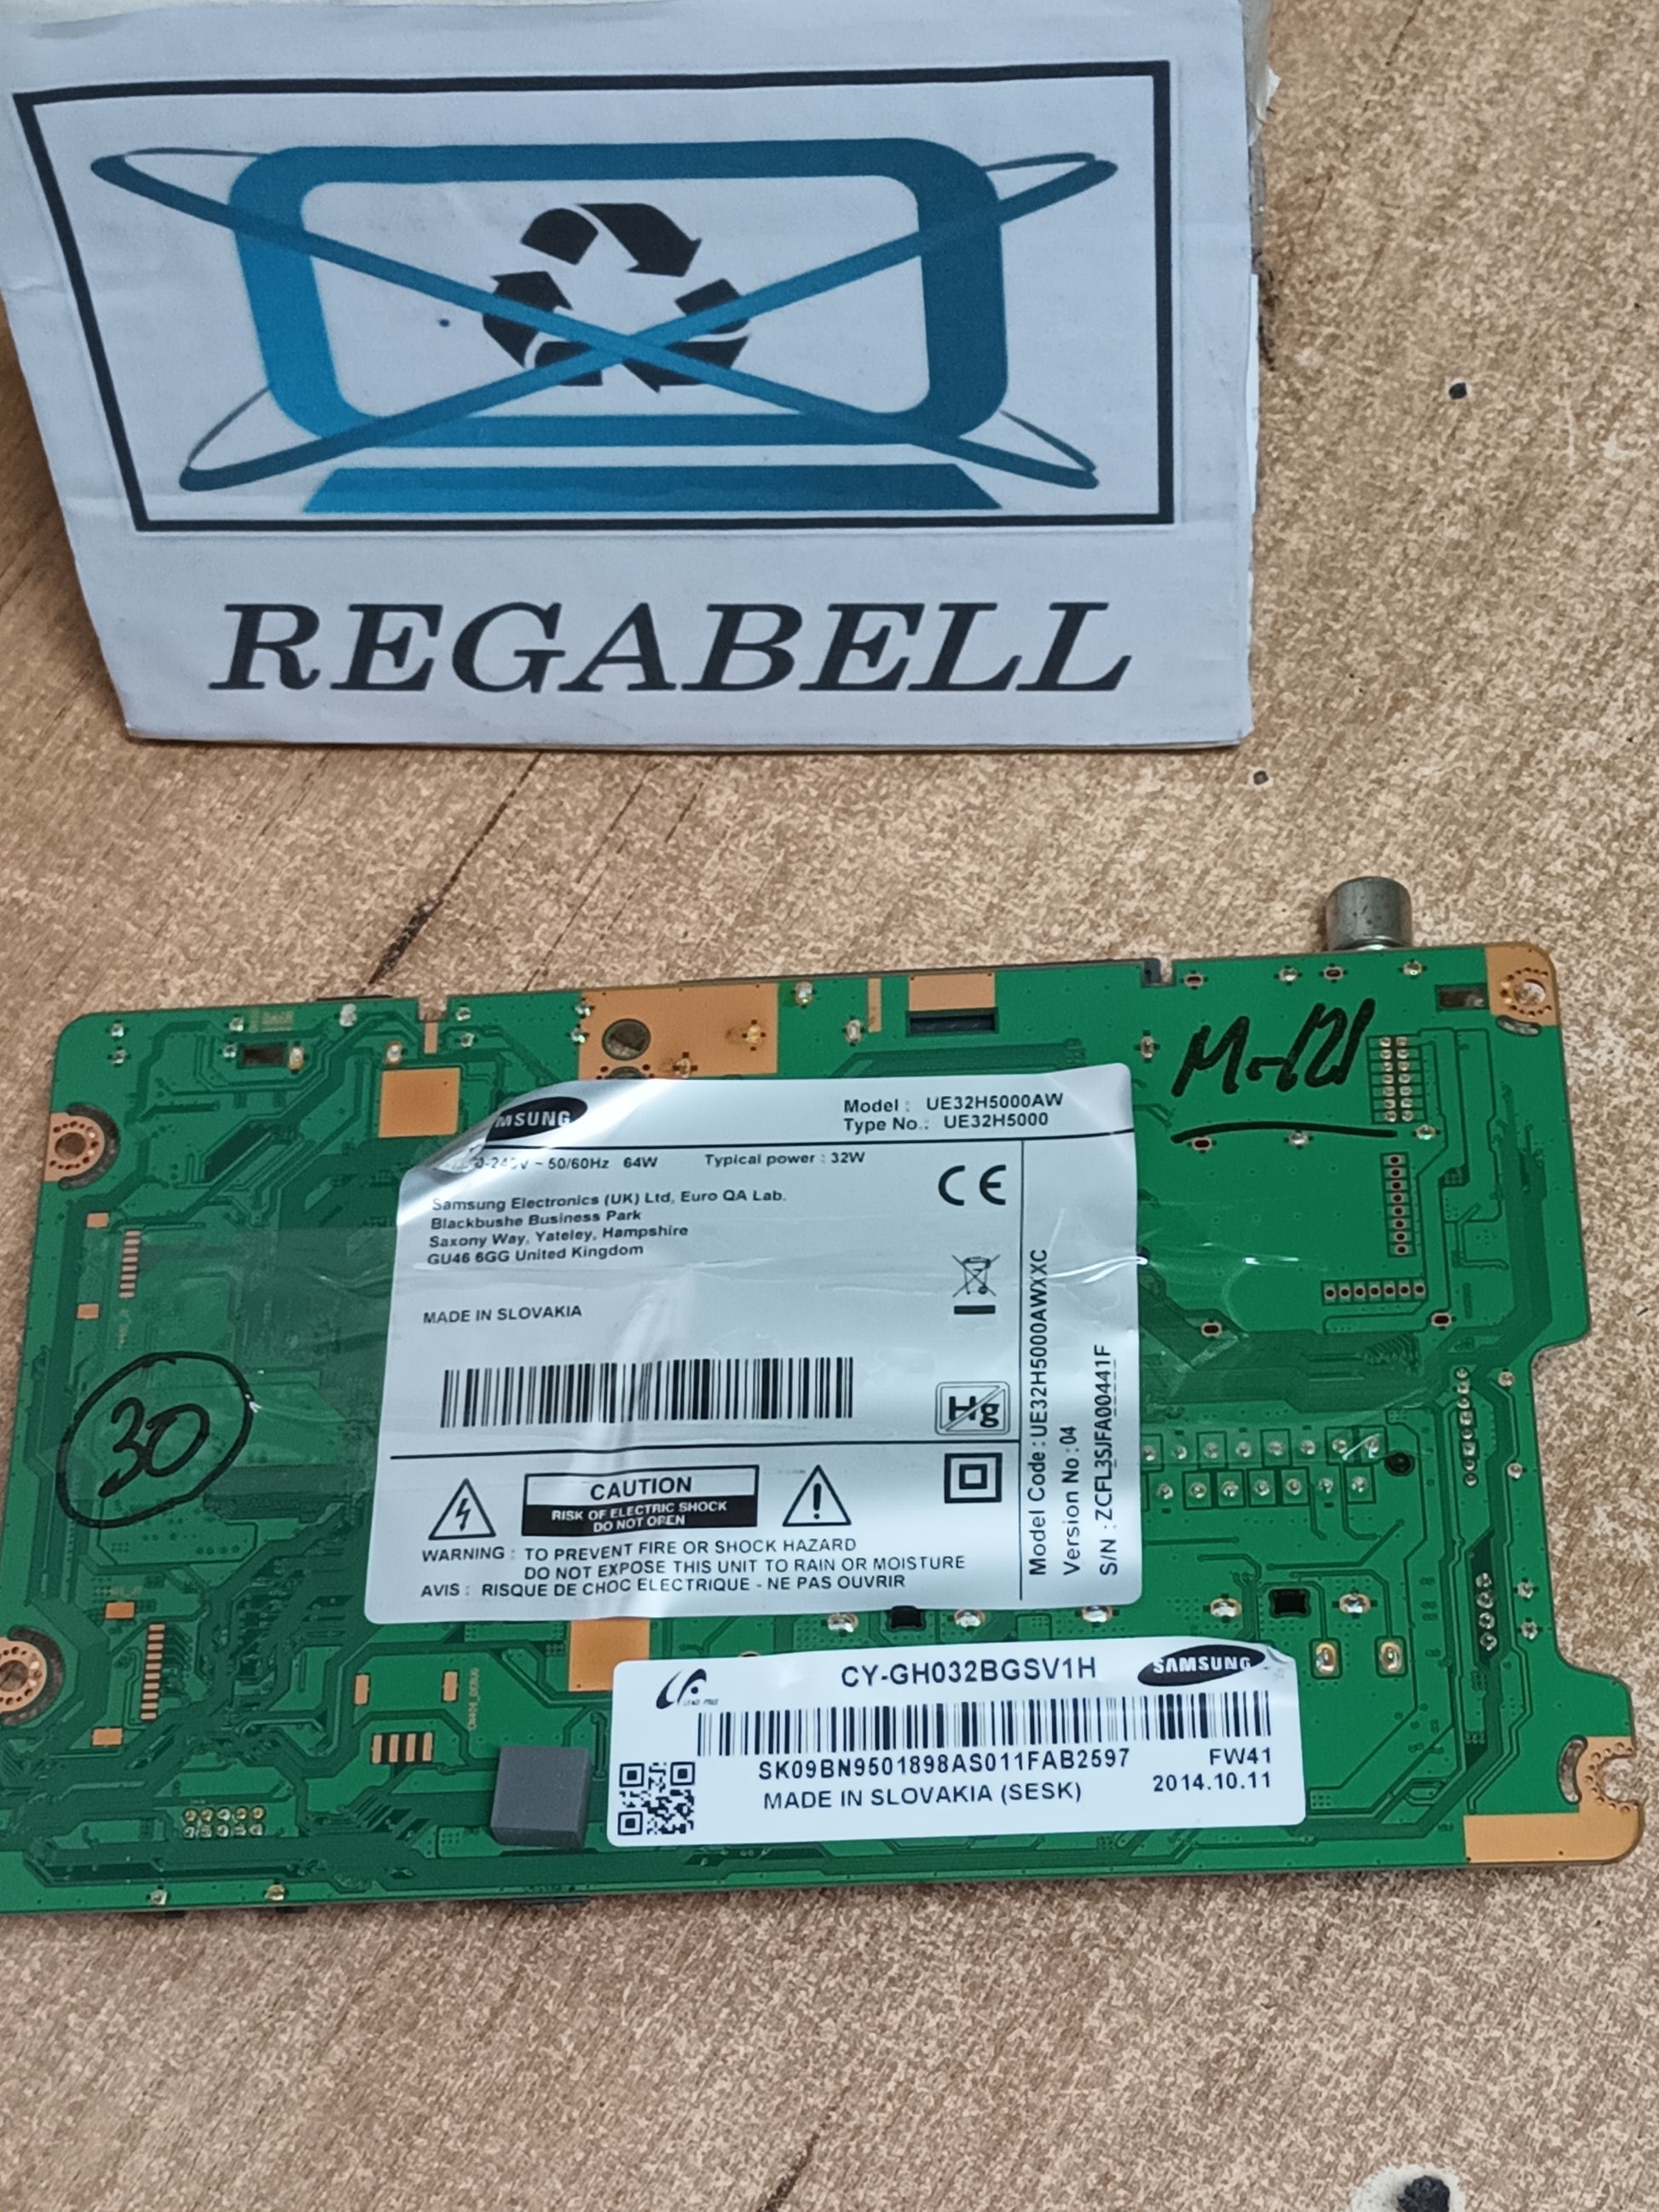 REGABELL
M-121
MSUNG
Model : UE32H5000AW
Type No.: UE32H5000
~ 50/60Hz 64W Typical power : 32W
Samsung Electronics (UK) Ltd, Euro QA Lab.
Blackbushe Business Park
Saxony Way, Yateley, Hampshire
GU46 6GG United Kingdom
CE
MADE IN SLOVAKIA
Hg
CAUTION
RISK OF ELECTRIC SHOCK
DO NOT OPEN
WARNING : TO PREVENT FIRE OR SHOCK HAZARD
DO NOT EXPOSE THIS UNIT TO RAIN OR MOISTURE
AVIS : RISQUE DE CHOC ELECTRIQUE - NE PAS OUVRIR
Model Code : UE32H5000AWXXC
Version No : 04
S/N : ZCFL3SJFA00441F
30
CY-GH032BGSV1H
SAMSUNG
SK09BN9501898AS011FAB2597
FW41
MADE IN SLOVAKIA (SESK)
2014.10.11